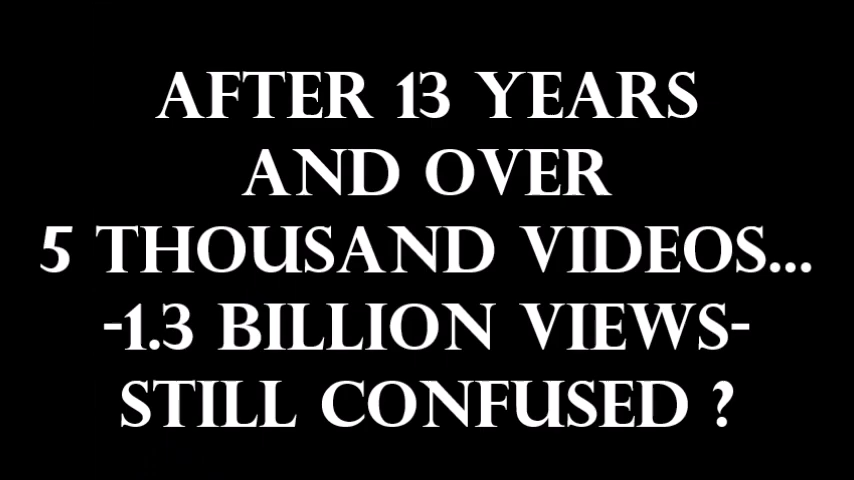 AFTER 13 YEARS
AND OVER
5 THOUSAND VIDEOS...
-1.3 BILLION VIEWS-
STILL CONFUSED ?